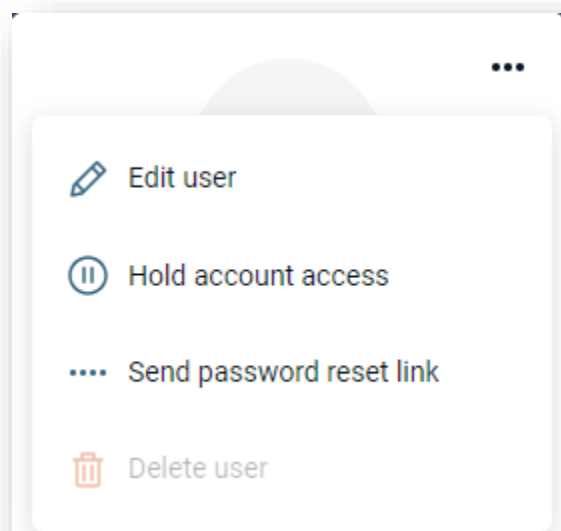 Edit user
Hold account access
Send password reset link
Delete user